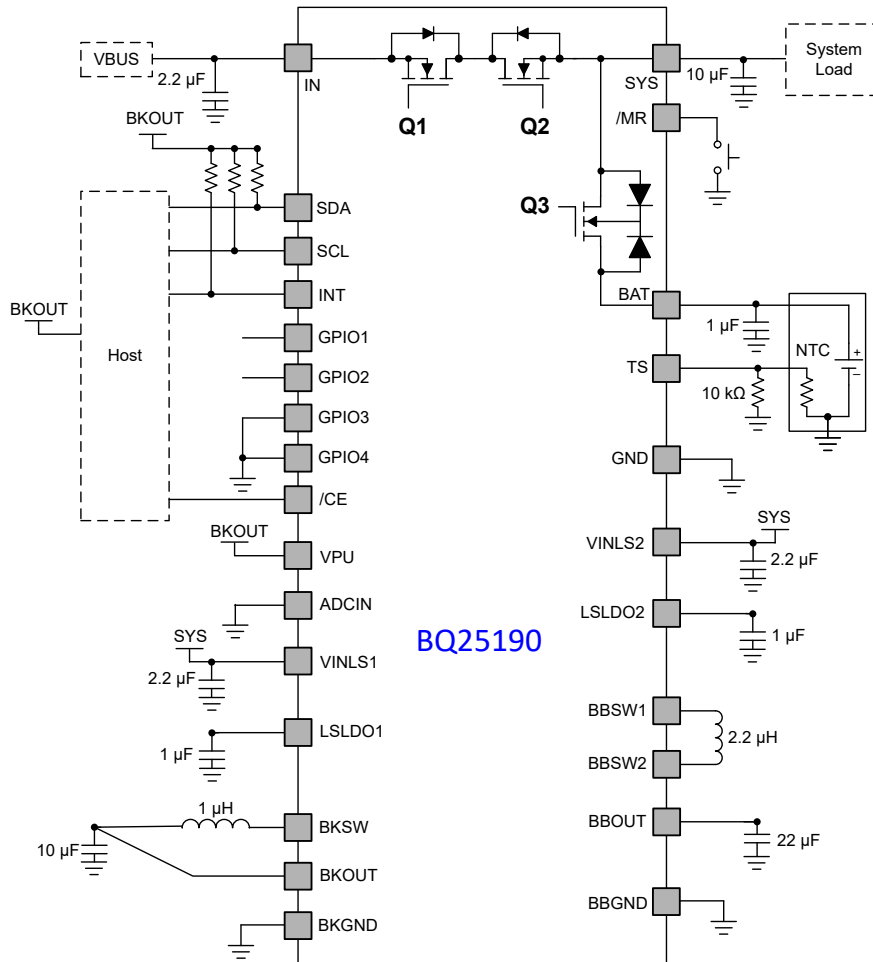 VBUS
2.2 µF
IN
Q1
Q2
SYS
10 µF
System
Load
/MR
BKOUT
Q3
SDA
SCL
INT
BKOUT
Host
GPIO1
GPIO2
GPIO3
GPIO4
/CE
BAT
1 µF
NTC
+
–
TS
10 kΩ
GND
BKOUT
VPU
ADCIN
SYS
VINLS2
2.2 µF
LSLDO2
1 µF
BQ25190
SYS
2.2 µF
VINLS1
1 µF
LSLDO1
BBSW1
2.2 µH
BBSW2
1 µH
BKSW
10 µF
BKOUT
BKGND
BBOUT
22 µF
BBGND